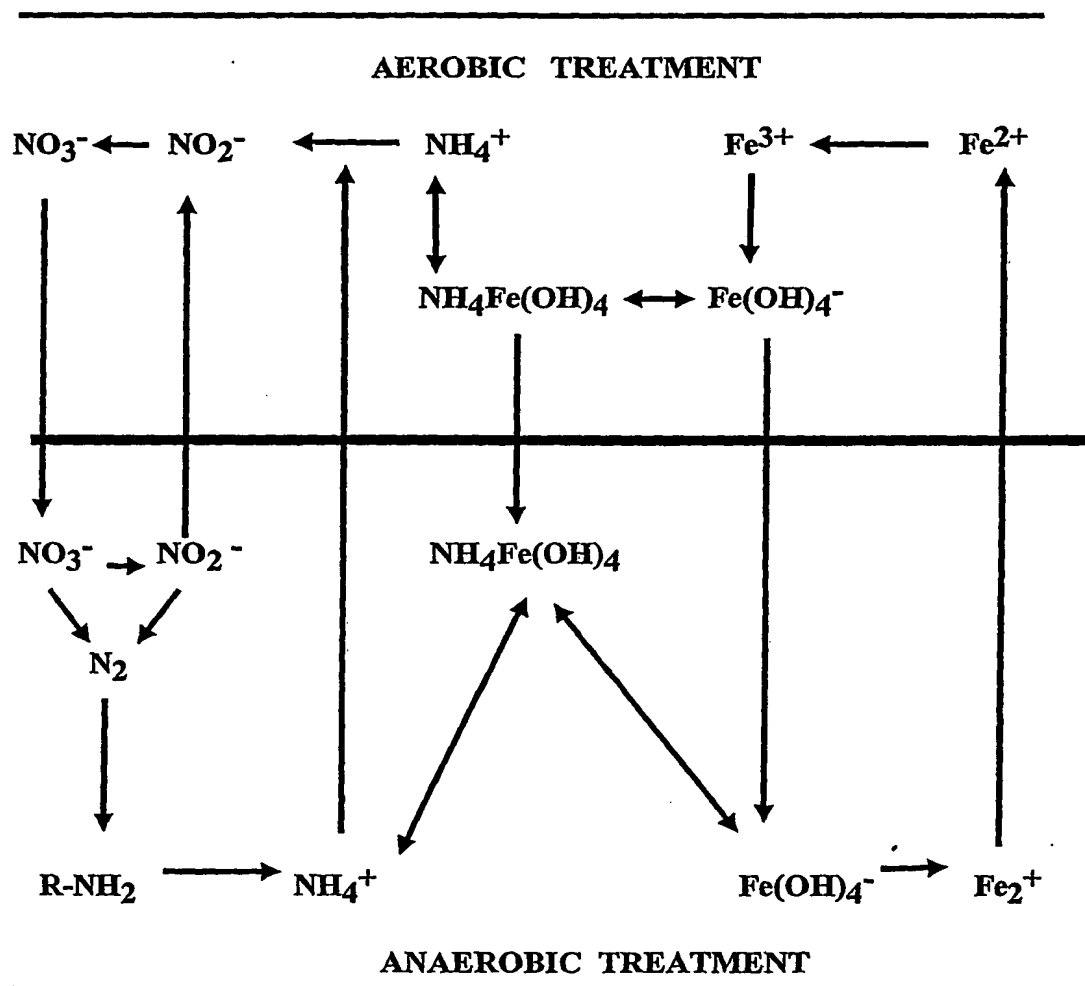 AEROBIC TREATMENT
NO₃⁻ NO₂⁻ NH₄⁺ Fe³⁺ Fe²⁺
NH₄Fe(OH)₄ Fe(OH)₄⁻
NO₃⁻ NO₂⁻ NH₄Fe(OH)₄
N₂
R-NH₂ NH₄⁺ Fe(OH)₄⁻ Fe₂⁺
ANAEROBIC TREATMENT